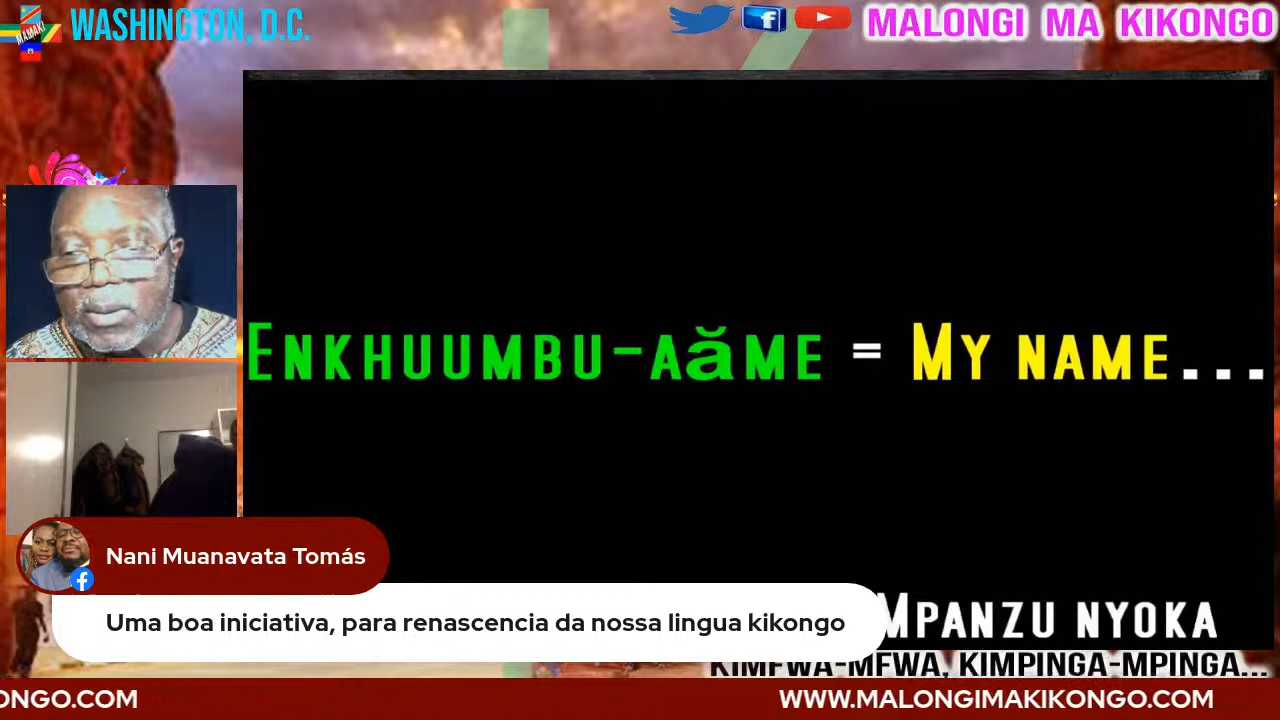 WASHINGTON, D.C.
MALONGI MA KIKONGO
MAMAKI
ENKHUUMBU-AăME = MY NAME...
Nani Muanavata Tomás
Uma boa iniciativa, para renascencia da nossa lingua kikongo
MPANZU NYOKA
KIMFWA-MFWA, KIMPINGA-MPINGA...
ONGO.COM
WWW.MALONGIMAKIKONGO.COM